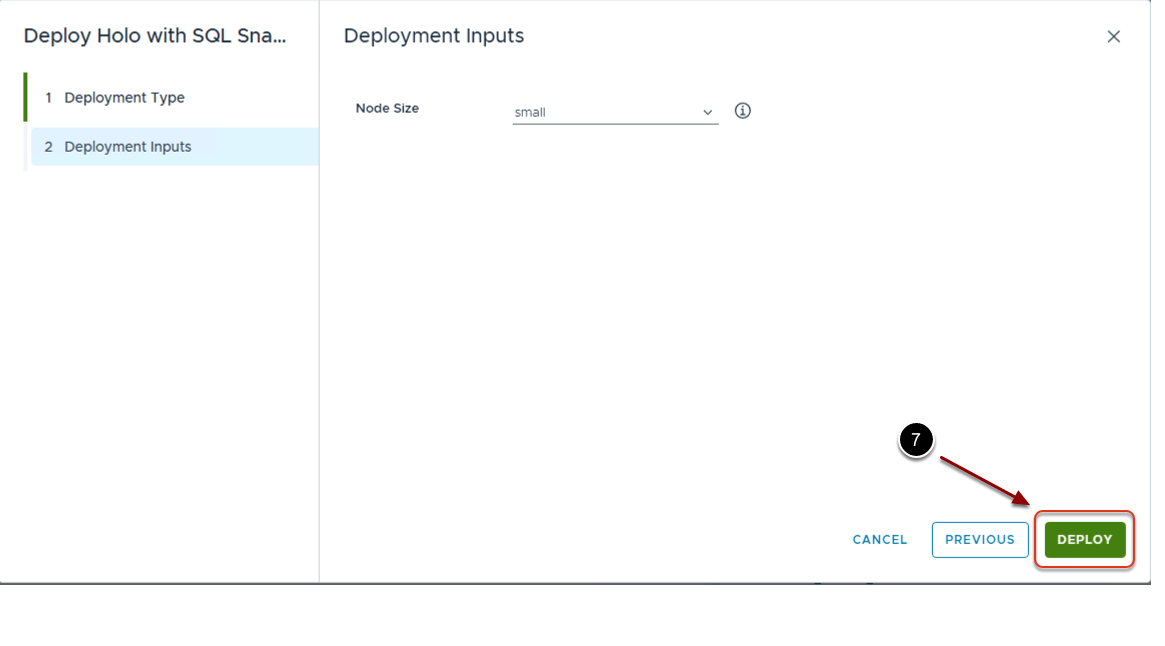 Deploy Holo with SQL Sna...
1 Deployment Type
2 Deployment Inputs
Deployment Inputs
Node Size
small
7
CANCEL
PREVIOUS
DEPLOY